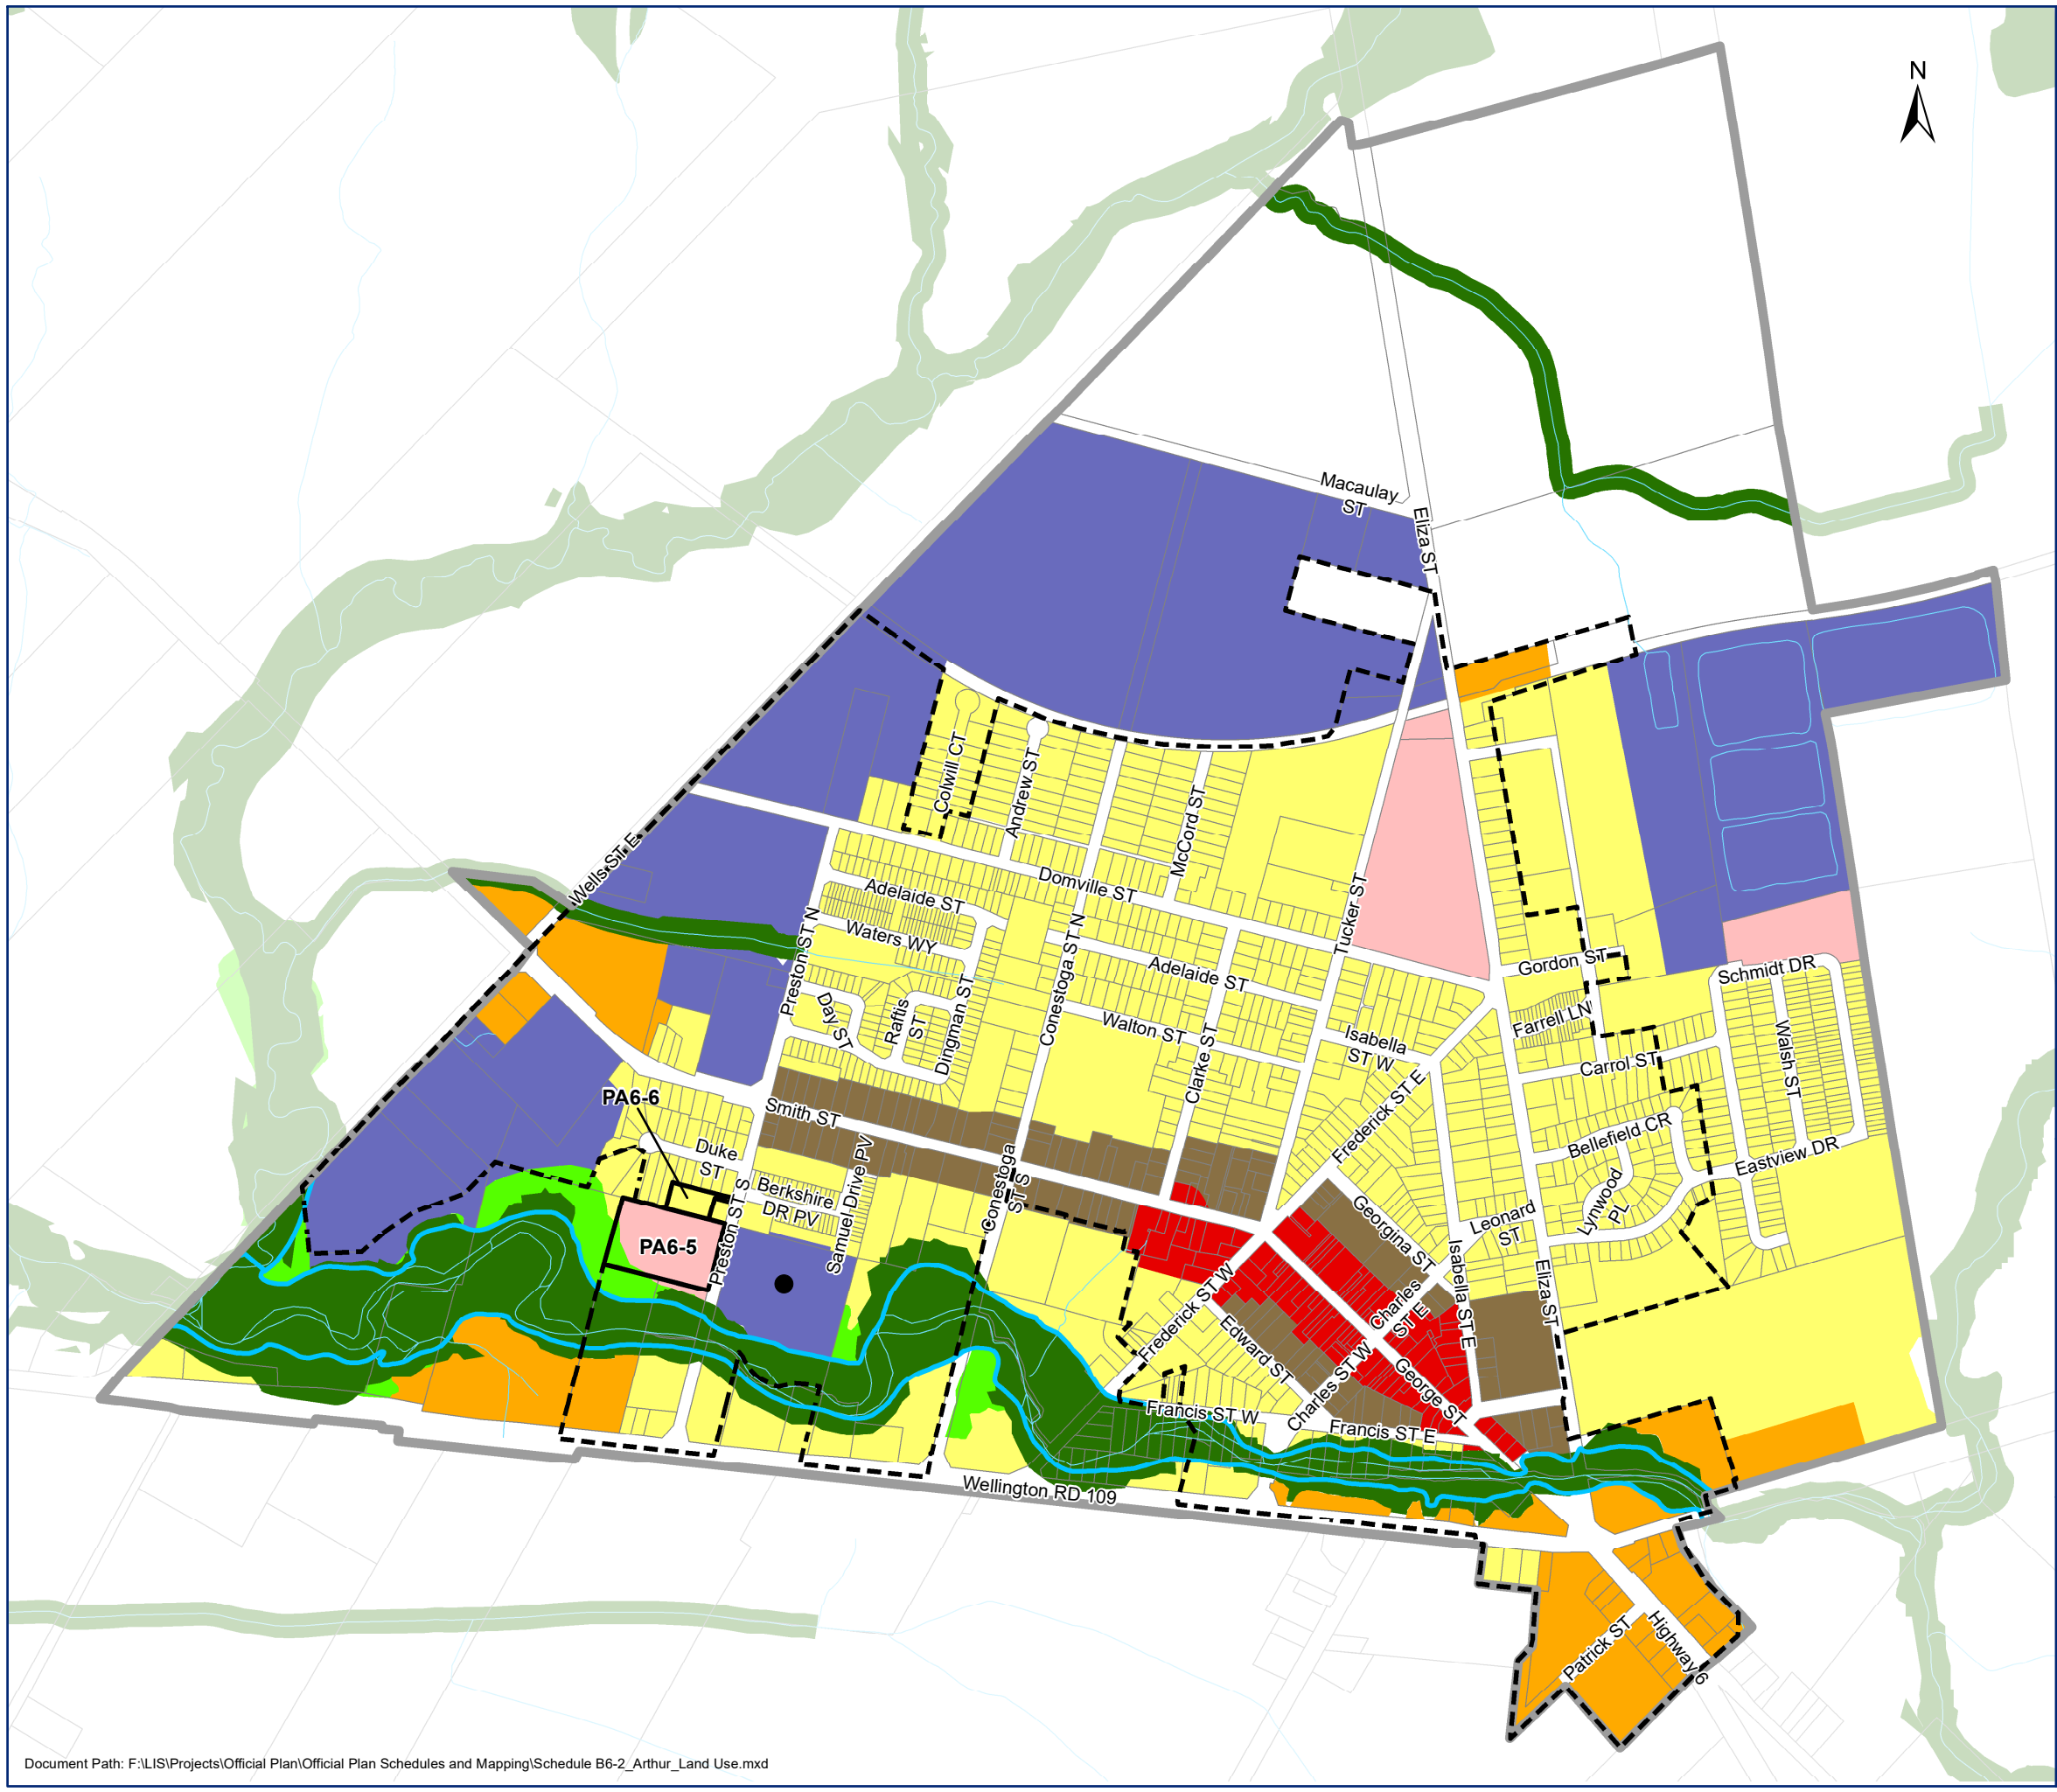 N
Macaulay
ST
Eliza ST
Colwill CT
Andrew ST
McCord ST
Wells ST E
Domville ST
Adelaide ST
Tucker ST
Waters WY
Preston ST N
Conestoga ST N
Adelaide ST
Gordon ST
Schmidt DR
Day ST
Raftis
ST
Dingman ST
Walton ST
Isabella
ST W
Farrell LN
Walsh ST
Clarke ST
Carrol ST
PA6-6
Smith ST
Frederick ST E
Bellefield CR
Duke
ST
Samuel Drive PV
Conestoga
ST S
Eastview DR
Berkshire
DR PV
Preston ST S
Georgina ST
Leonard
ST
Lynwood
PL
PA6-5
Isabella ST E
Eliza ST
Frederick ST W
Charles
ST E
Edward ST
Charles ST W
George ST
Francis ST W
Francis ST E
Wellington RD 109
Patrick ST
Highway 6
Document Path: F:\LIS\Projects\Official Plan\Official Plan Schedules and Mapping\Schedule B6-2_Arthur_Land Use.mxd